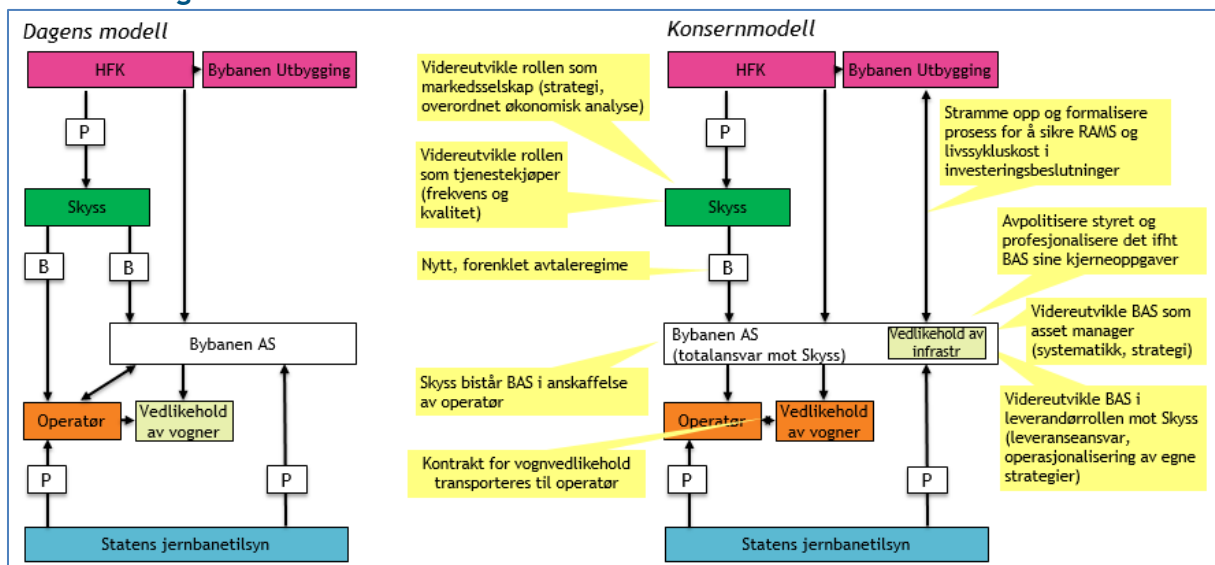 Dagens modell
HFK
Bybanen Utbygging
P
Skyss
B
B
Bybanen AS
Operatør
Vedlikehold
av vogner
P
P
Statens jernbanetilsyn
Konsernmodell
Videreutvikle rollen som
markedsselskap (strategi,
overordnet økonomisk analyse)
Videreutvikle rollen
som tjenestekjøper
(frekvens og
kvalitet)
Nytt, forenklet avtaleregime
Skyss bistår BAS i anskaffelse
av operatør
Kontrakt for vognvedlikehold
transporteres til operatør
HFK
Bybanen Utbygging
P
Skyss
B
Bybanen AS
(totalansvar mot Skyss)
Vedlikehold av
infrastr
Operatør
Vedlikehold
av vogner
P
P
Statens jernbanetilsyn
Stramme opp og formalisere
prosess for å sikre RAMS og
livssykluskost i
investeringsbeslutninger
Avpolitisere styret og
profesjonalisere det ifht
BAS sine kjerneoppgaver
Videreutvikle BAS som
asset manager
(systematikk, strategi)
Videreutvikle BAS i
leverandørrollen mot Skyss
(leveranseansvar,
operasjonalisering av egne
strategier)